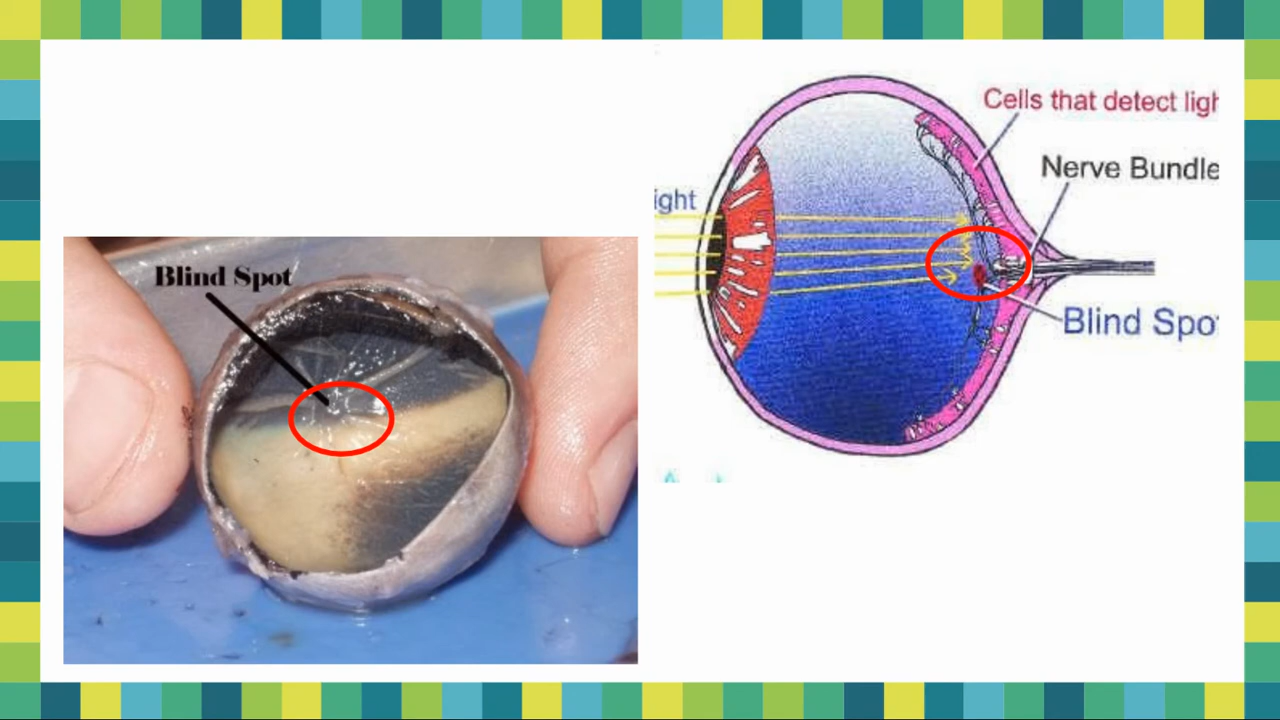 Blind Spot
Cells that detect ligh
Nerve Bundle
ight
Blind Spo